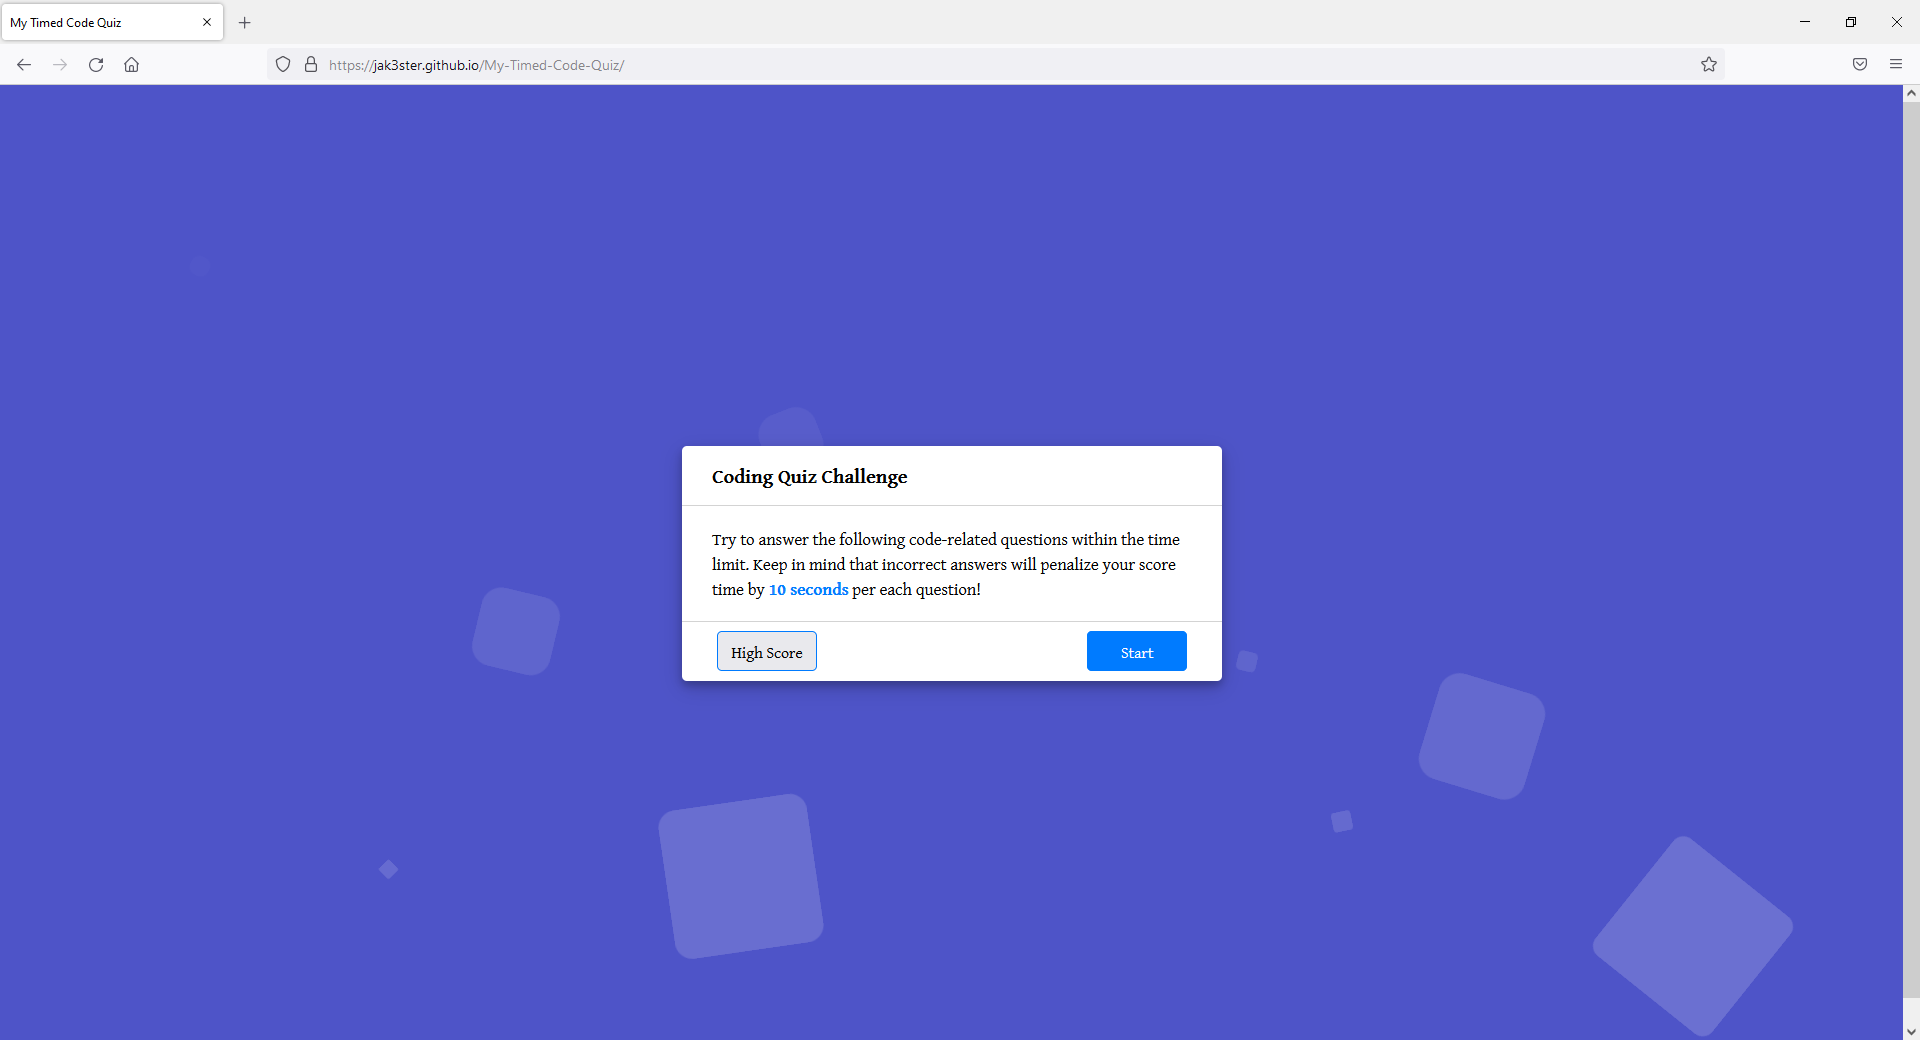 My Timed Code Quiz
https://jak3ster.github.io/My-Timed-Code-Quiz/
Coding Quiz Challenge
Try to answer the following code-related questions within the time
limit. Keep in mind that incorrect answers will penalize your score
time by 10 seconds per each question!
High Score
Start